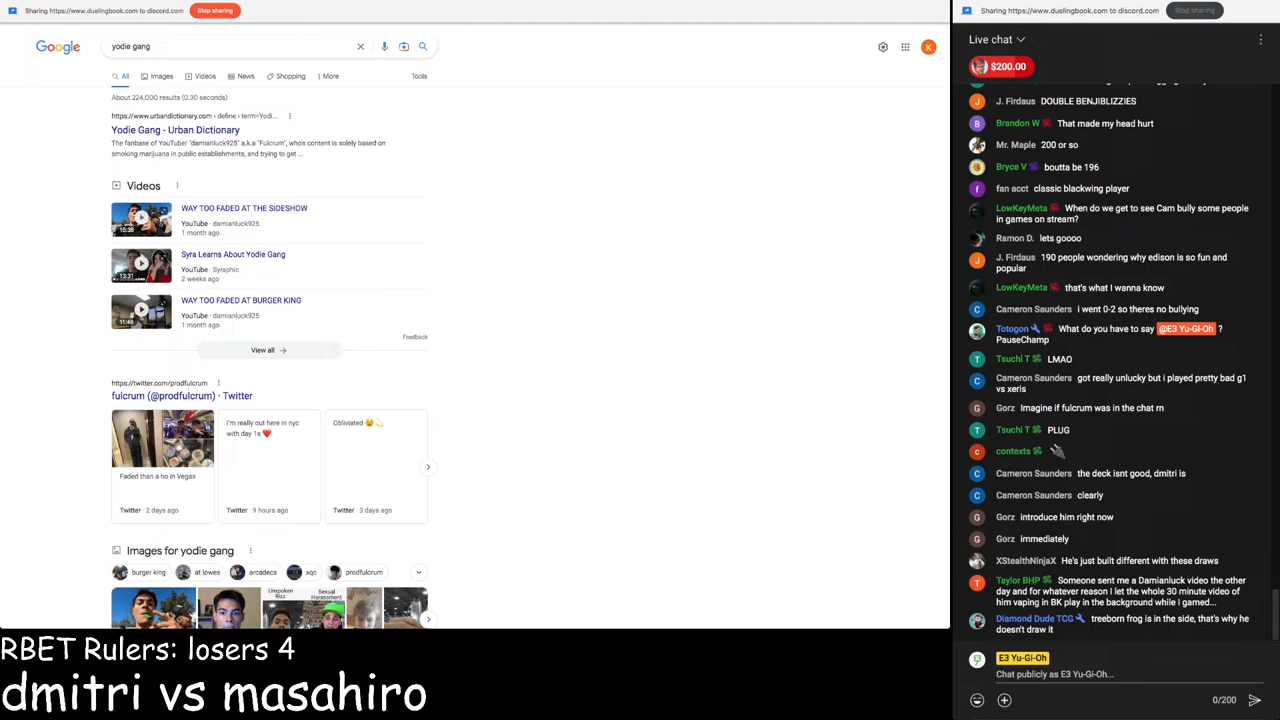 Sharing https://www.duelingbook.com to discord.com Stop sharing
Google yodie gang K
All Images Videos News Shopping More Tools
About 224,000 results (0.30 seconds)
https://www.urbandictionary.com › define › term=Yodi...
Yodie Gang - Urban Dictionary
The fanbase of YouTuber "damianluck925" a.k.a "Fulcrum", who's content is solely based on
smoking marijuana in public establishments, and trying to get ...
Videos
WAY TOO FADED AT THE SIDESHOW
YouTube · damianluck925
1 month ago
15:38
Syra Learns About Yodie Gang
YouTube · Syraphic
2 weeks ago
13:31
WAY TOO FADED AT BURGER KING
YouTube · damianluck925
1 month ago
11:48
Feedback
View all →
https://twitter.com/prodfulcrum
fulcrum (@prodfulcrum) · Twitter
Faded than a ho in Vegas
Twitter · 2 days ago
I'm really out here in nyc
with day 1s ❤️
Twitter · 9 hours ago
Obliviated
Twitter · 3 days ago
Images for yodie gang
burger king at lowes arcadecs xqc prodfulcrum
Unspoken
Rizz
Sexual
Harassment
RBET Rulers: losers 4
dmitri vs masahiro
Sharing https://www.duelingbook.com to discord.com Stop sharing
Live chat
$200.00
J. Firdaus DOUBLE BENJIBLIZZIES
Brandon W That made my head hurt
Mr. Maple 200 or so
Bryce V boutta be 196
fan acct classic blackwing player
LowKeyMeta When do we get to see Cam bully some people
in games on stream?
Ramon D. lets goooo
J. Firdaus 190 people wondering why edison is so fun and
popular
LowKeyMeta that's what I wanna know
Cameron Saunders i went 0-2 so theres no bullying
Totogon What do you have to say @E3 Yu-Gi-Oh ?
PauseChamp
Tsuchi T LMAO
Cameron Saunders got really unlucky but i played pretty bad g1
vs xeris
Gorz Imagine if fulcrum was in the chat rn
Tsuchi T PLUG
contexts 🔌
Cameron Saunders the deck isnt good, dmitri is
Cameron Saunders clearly
Gorz introduce him right now
Gorz immediately
XStealthNinjaX He's just built different with these draws
Taylor BHP Someone sent me a Damianluck video the other
day and for whatever reason I let the whole 30 minute video of
him vaping in BK play in the background while I gamed...
Diamond Dude TCG treeborn frog is in the side, that's why he
doesn't draw it
E3 Yu-Gi-Oh
Chat publicly as E3 Yu-Gi-Oh...
0/200